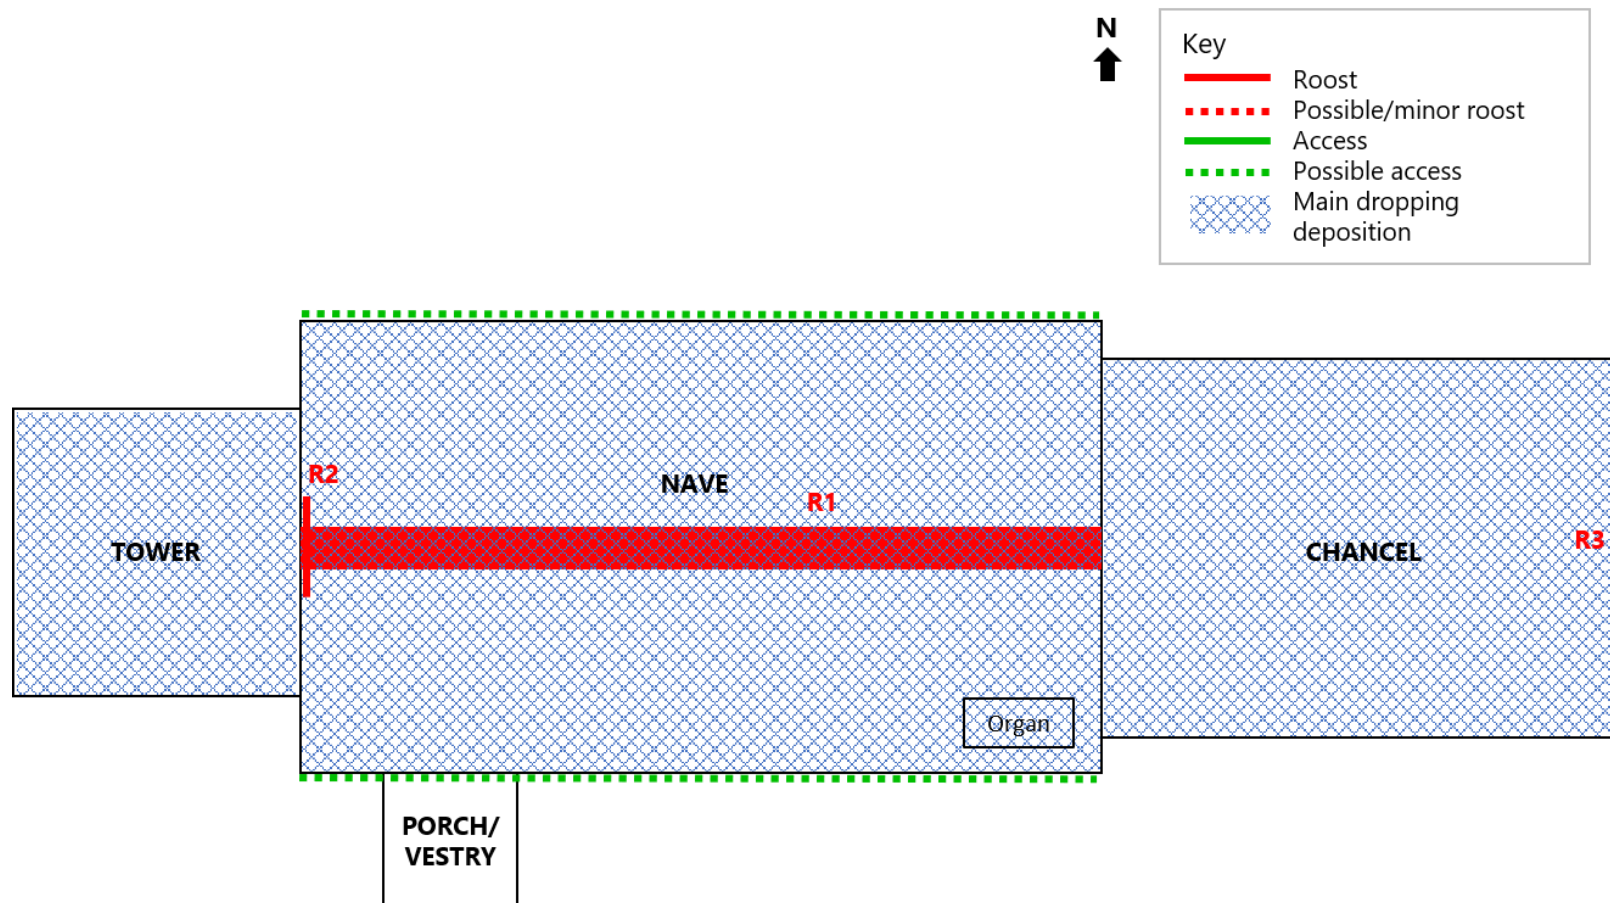 N
Key
Roost
Possible/minor roost
Access
Possible access
Main dropping
deposition
R2
NAVE
R1
TOWER
CHANCEL
R3
Organ
PORCH/
VESTRY